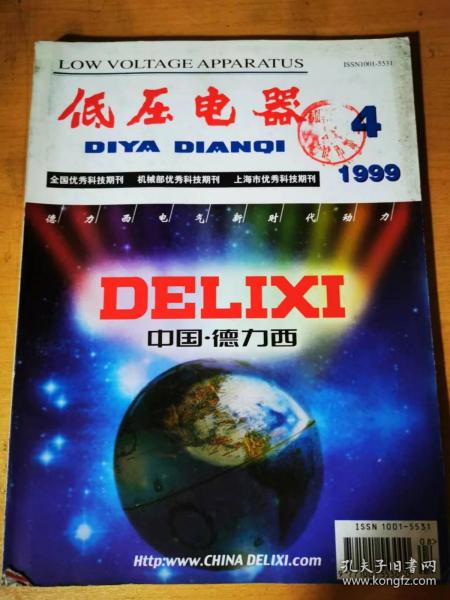 LOW VOLTAGE APPARATUS
ISSN1001-5531
低压电器
DIYA DIANQI
4
1999
全国优秀科技期刊 机械部优秀科技期刊 上海市优秀科技期刊
德力西电气新时代动力
DELIXI
中国·德力西
ISSN 1001-5531
08>
Http:www.CHINA DELIXI.com
孔夫子旧书网
www.kongfz.com